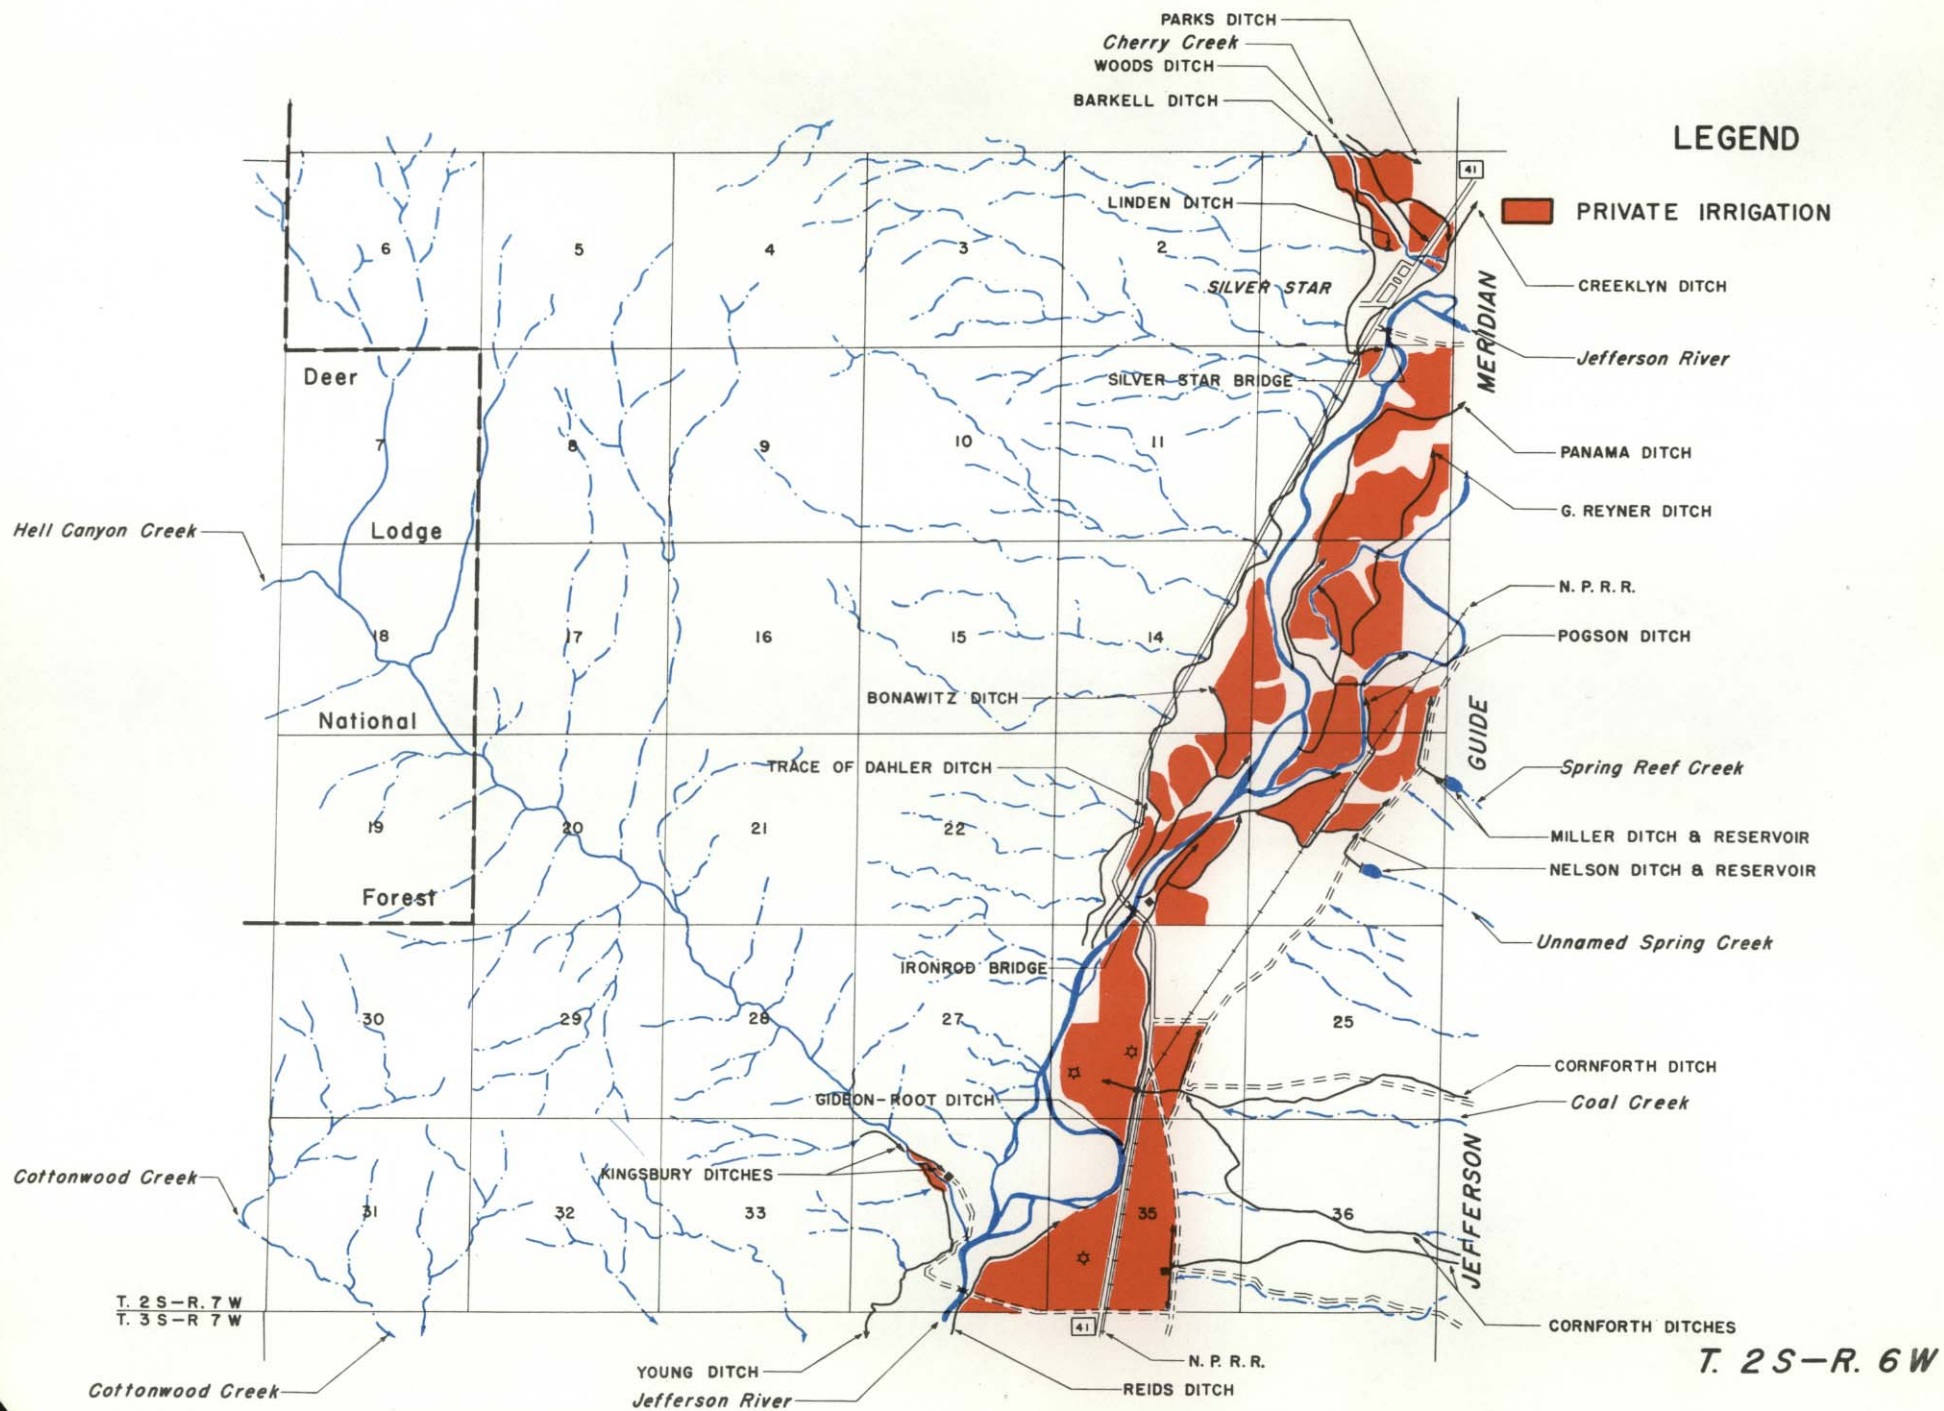 PARKS DITCH
Cherry Creek
WOODS DITCH
BARKELL DITCH
LEGEND
41
PRIVATE IRRIGATION
LINDEN DITCH
6
5
4
3
2
SILVER STAR
CREEKLYN DITCH
MERIDIAN
Jefferson River
Deer
SILVER STAR BRIDGE
7
8
9
10
11
PANAMA DITCH
G. REYNER DITCH
Hell Canyon Creek
Lodge
N. P. R. R.
18
17
16
15
14
POGSON DITCH
BONAWITZ DITCH
National
GUIDE
TRACE OF DAHLER DITCH
Spring Reef Creek
19
20
21
22
MILLER DITCH & RESERVOIR
NELSON DITCH & RESERVOIR
Forest
Unnamed Spring Creek
IRONROD BRIDGE
30
29
28
27
25
CORNFORTH DITCH
GIDEON-ROOT DITCH
Coal Creek
KINGSBURY DITCHES
Cottonwood Creek
JEFFERSON
31
32
33
35
36
T. 2 S-R. 7 W
T. 3 S-R 7 W
41
CORNFORTH DITCHES
T. 2 S-R. 6 W
N. P. R. R.
YOUNG DITCH
REIDS DITCH
Cottonwood Creek
Jefferson River